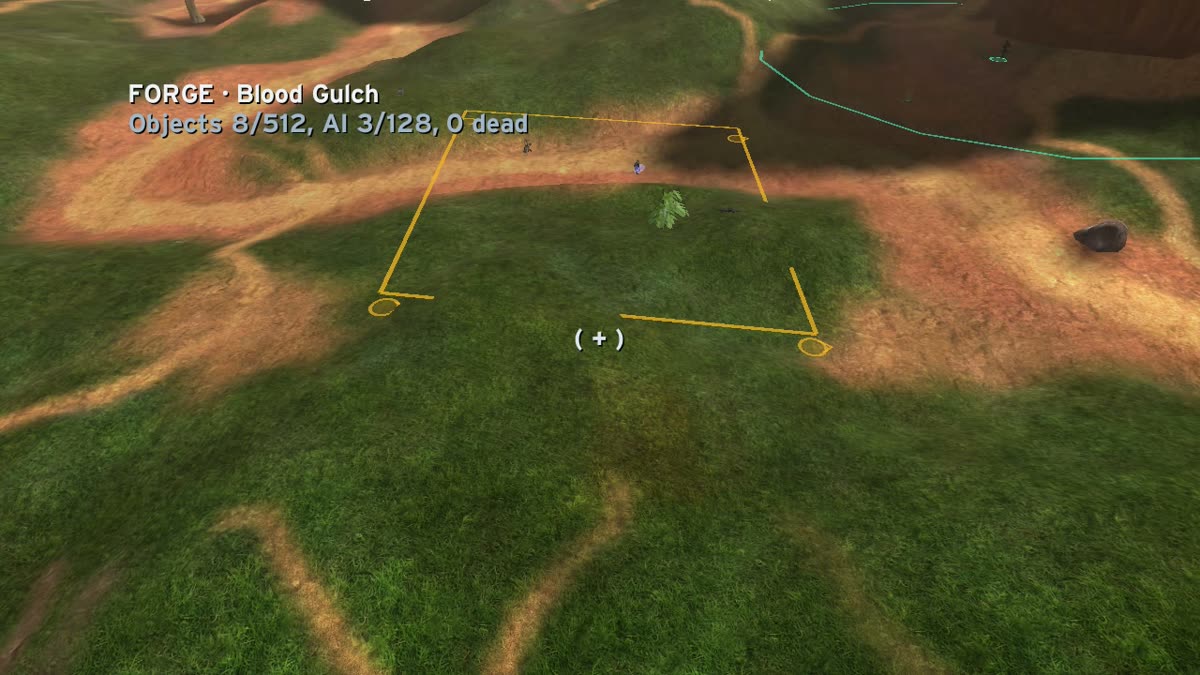 FORGE · Blood Gulch
Objects 8/512, AI 3/128, 0 dead
( + )